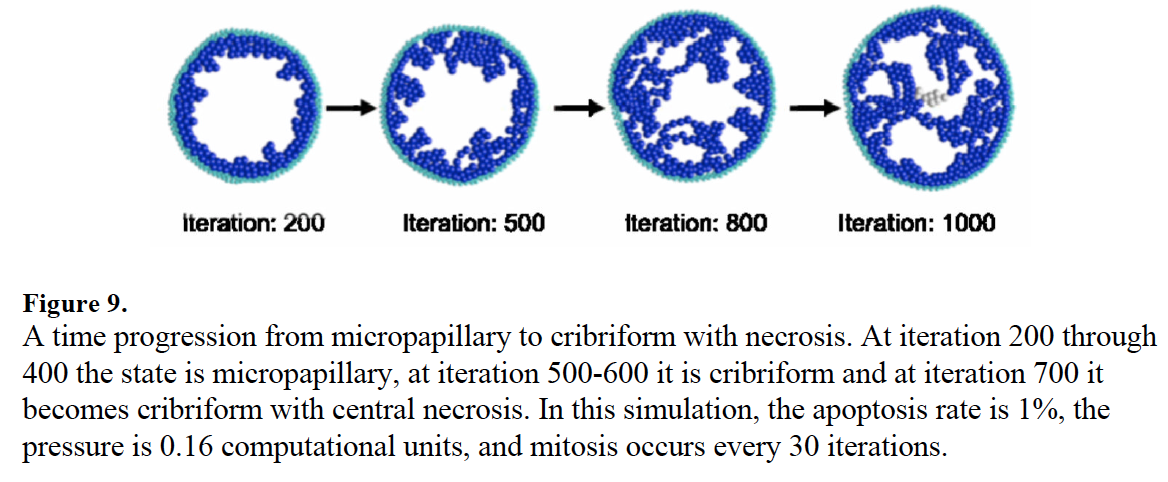 Iteration: 200 Iteration: 500 Iteration: 800 Iteration: 1000
Figure 9.
A time progression from micropapillary to cribriform with necrosis. At iteration 200 through
400 the state is micropapillary, at iteration 500-600 it is cribriform and at iteration 700 it
becomes cribriform with central necrosis. In this simulation, the apoptosis rate is 1%, the
pressure is 0.16 computational units, and mitosis occurs every 30 iterations.